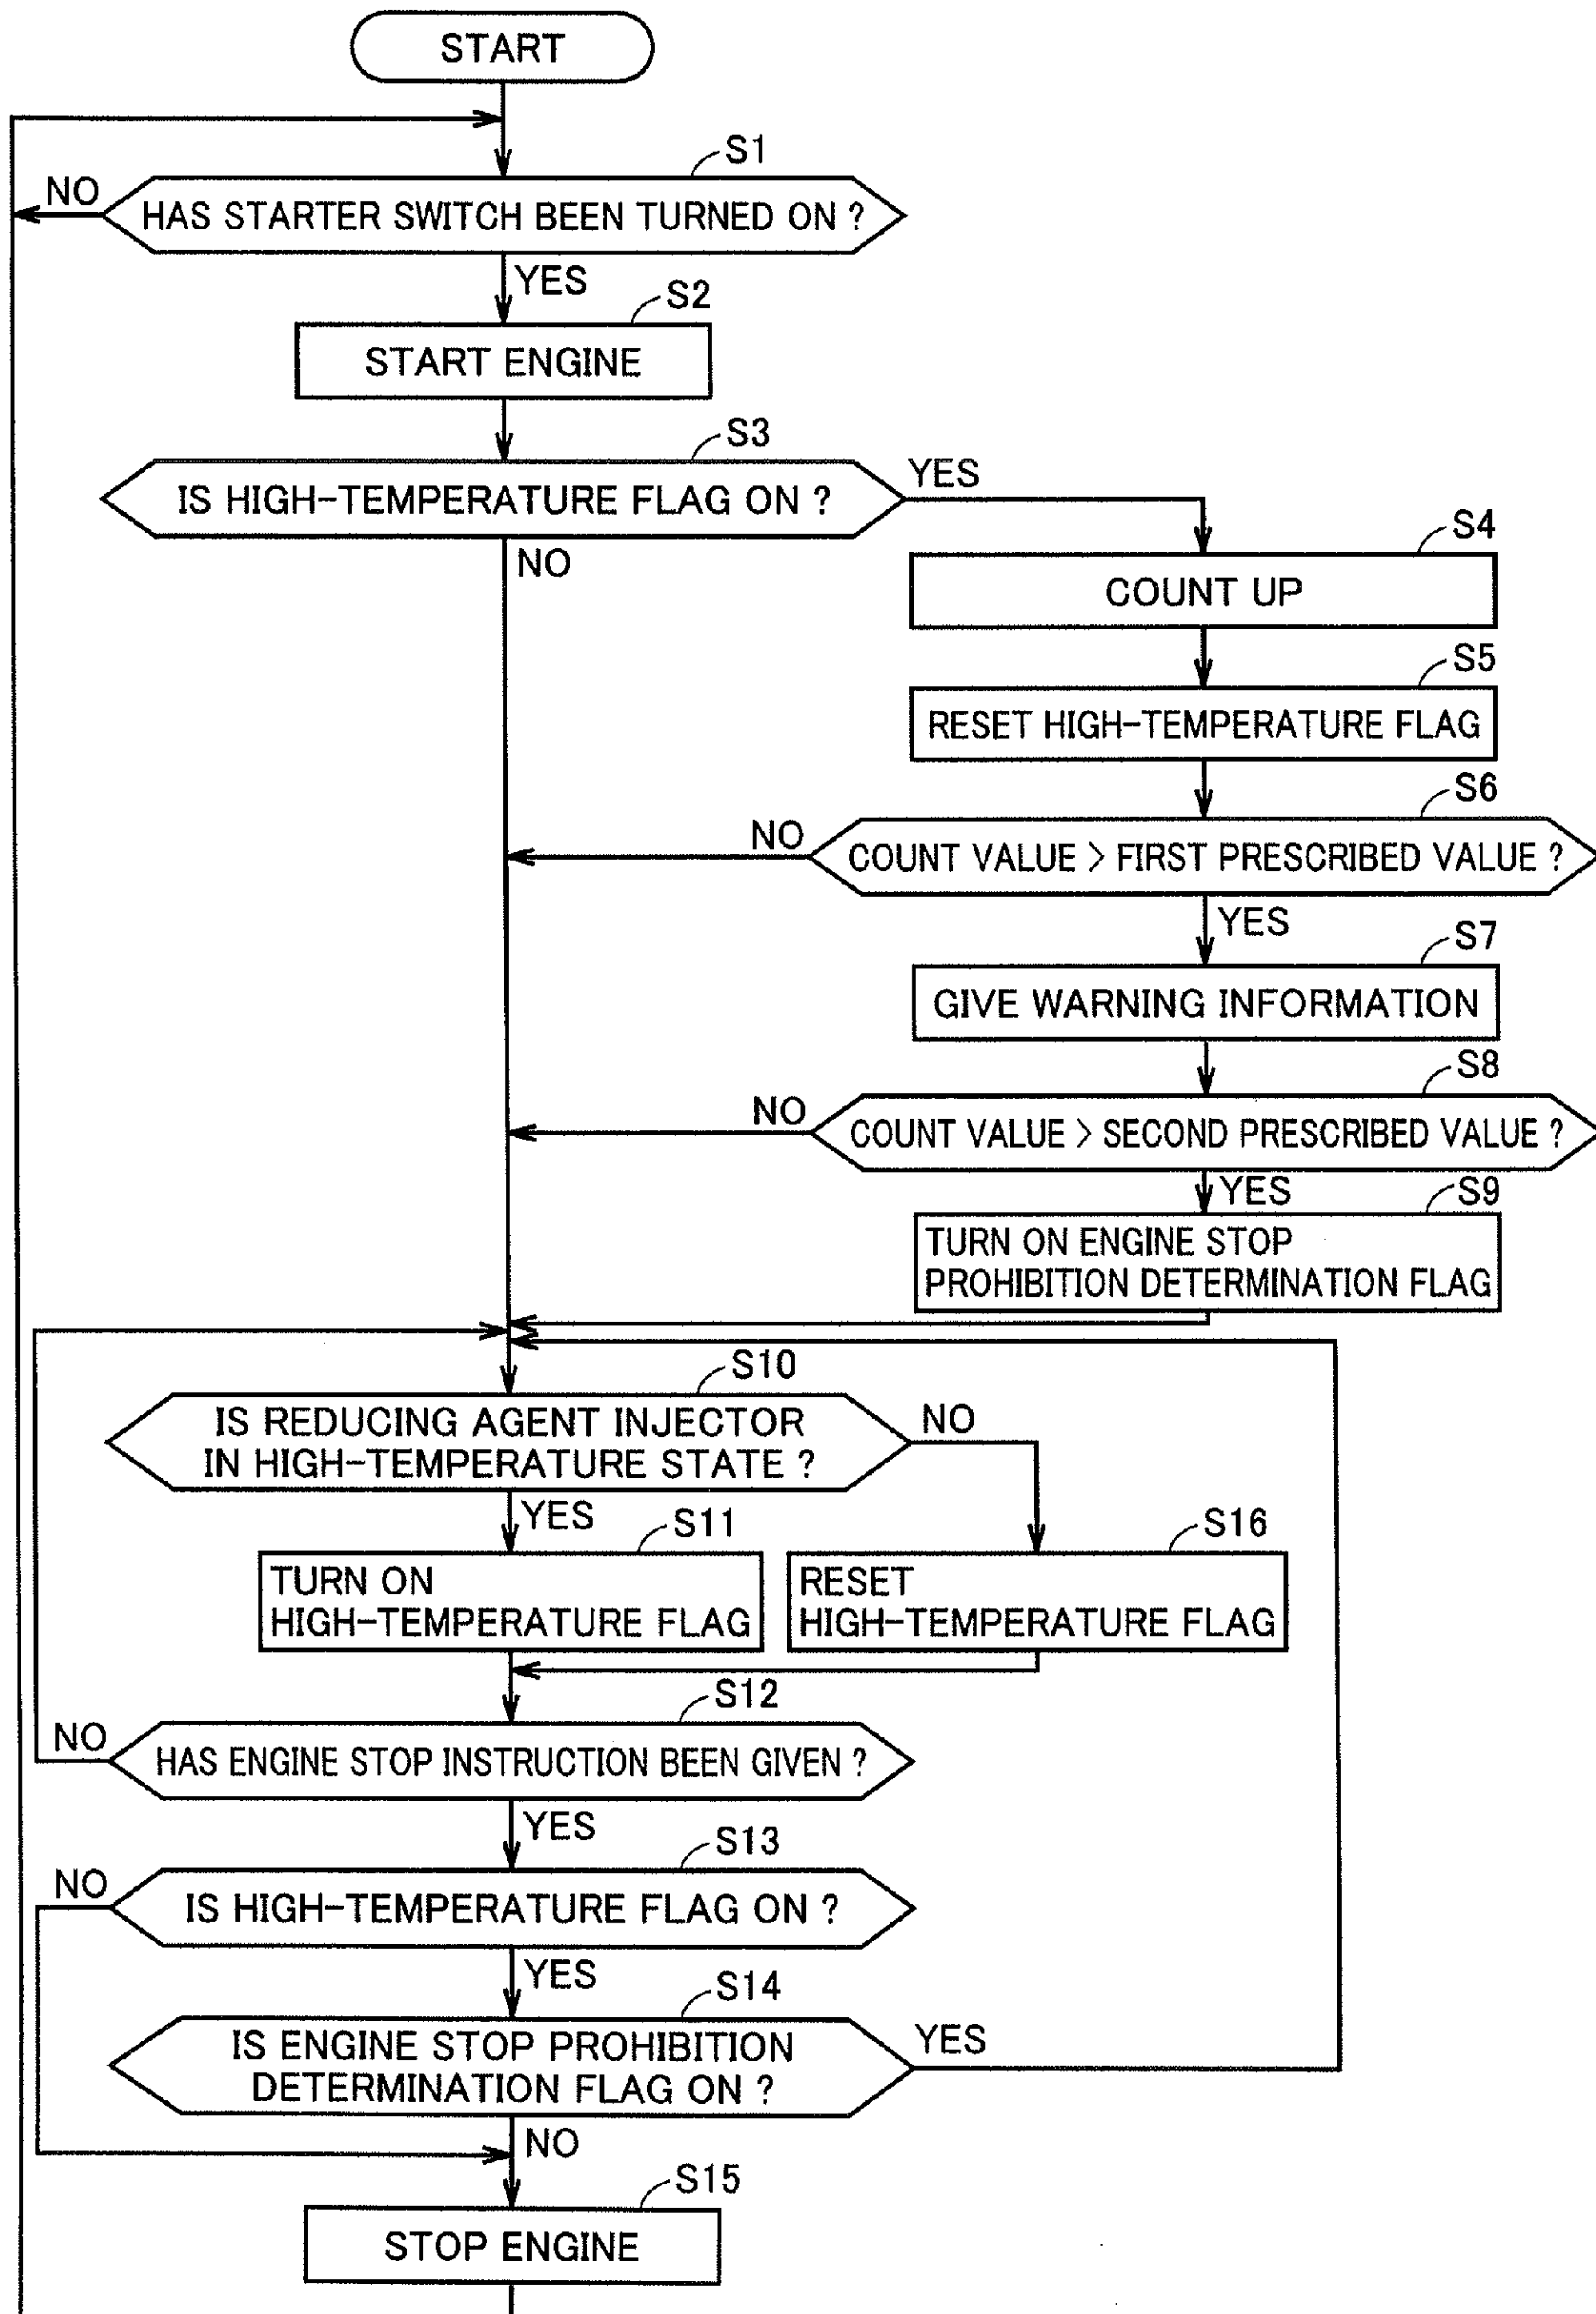 START
S1
NO
HAS STARTER SWITCH BEEN TURNED ON ?
YES
S2
START ENGINE
S3
IS HIGH-TEMPERATURE FLAG ON ?
YES
NO
S4
COUNT UP
S5
RESET HIGH-TEMPERATURE FLAG
S6
NO
COUNT VALUE > FIRST PRESCRIBED VALUE ?
YES
S7
GIVE WARNING INFORMATION
S8
NO
COUNT VALUE > SECOND PRESCRIBED VALUE ?
YES
S9
TURN ON ENGINE STOP
PROHIBITION DETERMINATION FLAG
S10
IS REDUCING AGENT INJECTOR
IN HIGH-TEMPERATURE STATE ?
NO
YES
S11
TURN ON
HIGH-TEMPERATURE FLAG
S16
RESET
HIGH-TEMPERATURE FLAG
S12
NO
HAS ENGINE STOP INSTRUCTION BEEN GIVEN ?
YES
S13
NO
IS HIGH-TEMPERATURE FLAG ON ?
YES
S14
IS ENGINE STOP PROHIBITION
DETERMINATION FLAG ON ?
YES
NO
S15
STOP ENGINE